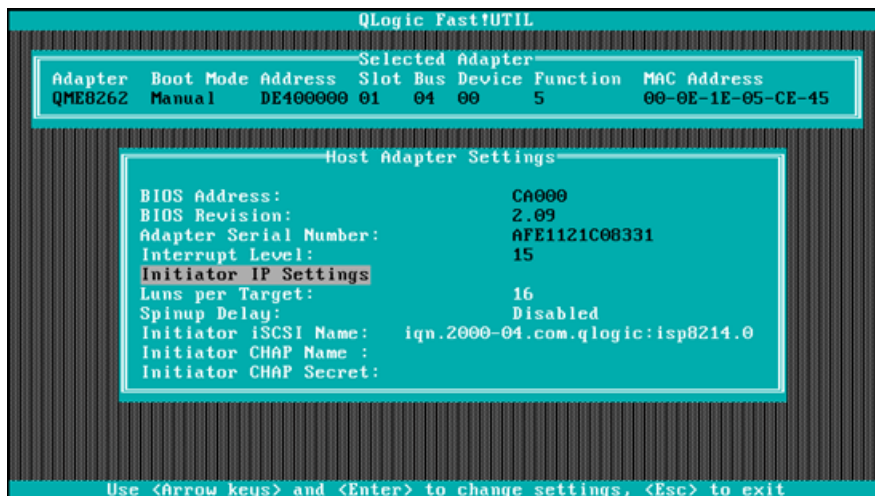 QLogic Fast!UTIL
Selected Adapter
Adapter Boot Mode Address Slot Bus Device Function MAC Address
QME8262 Manual DE400000 01 04 00 5 00-0E-1E-05-CE-45
Host Adapter Settings
BIOS Address: CA000
BIOS Revision: 2.09
Adapter Serial Number: AFE1121C08331
Interrupt Level: 15
Initiator IP Settings
Luns per Target: 16
Spinup Delay: Disabled
Initiator iSCSI Name: iqn.2000-04.com.qlogic:isp8214.0
Initiator CHAP Name :
Initiator CHAP Secret:
Use <Arrow keys> and <Enter> to change settings, <Esc> to exit